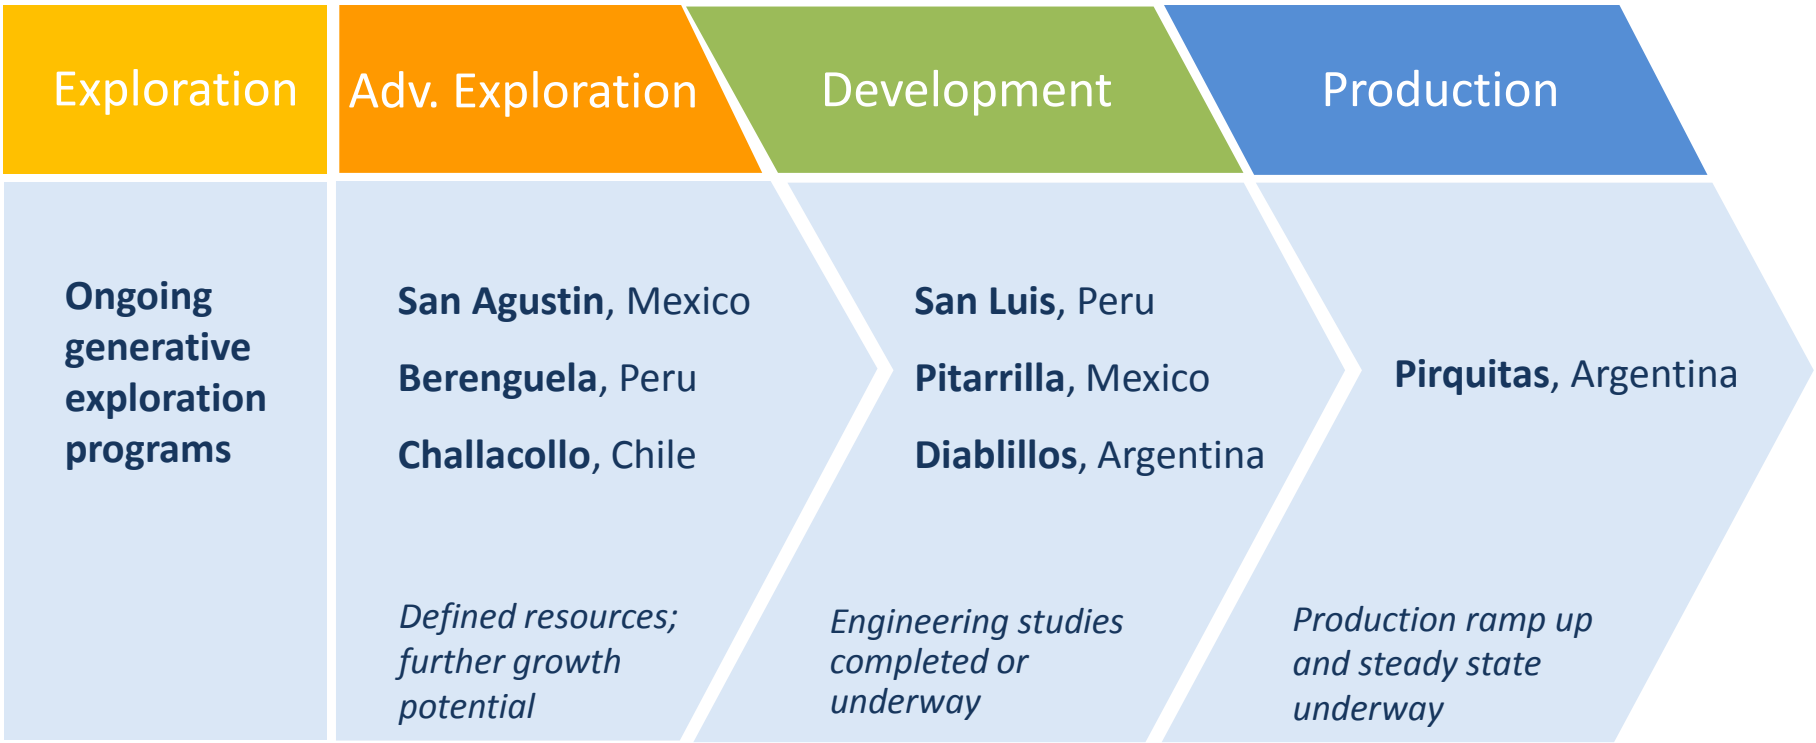 Exploration
Adv. Exploration
Development
Production
Ongoing
generative
exploration
programs
San Agustin, Mexico
Berenguela, Peru
Challacollo, Chile
Defined resources;
further growth
potential
San Luis, Peru
Pitarrilla, Mexico
Diablillos, Argentina
Engineering studies
completed or
underway
Pirquitas, Argentina
Production ramp up
and steady state
underway